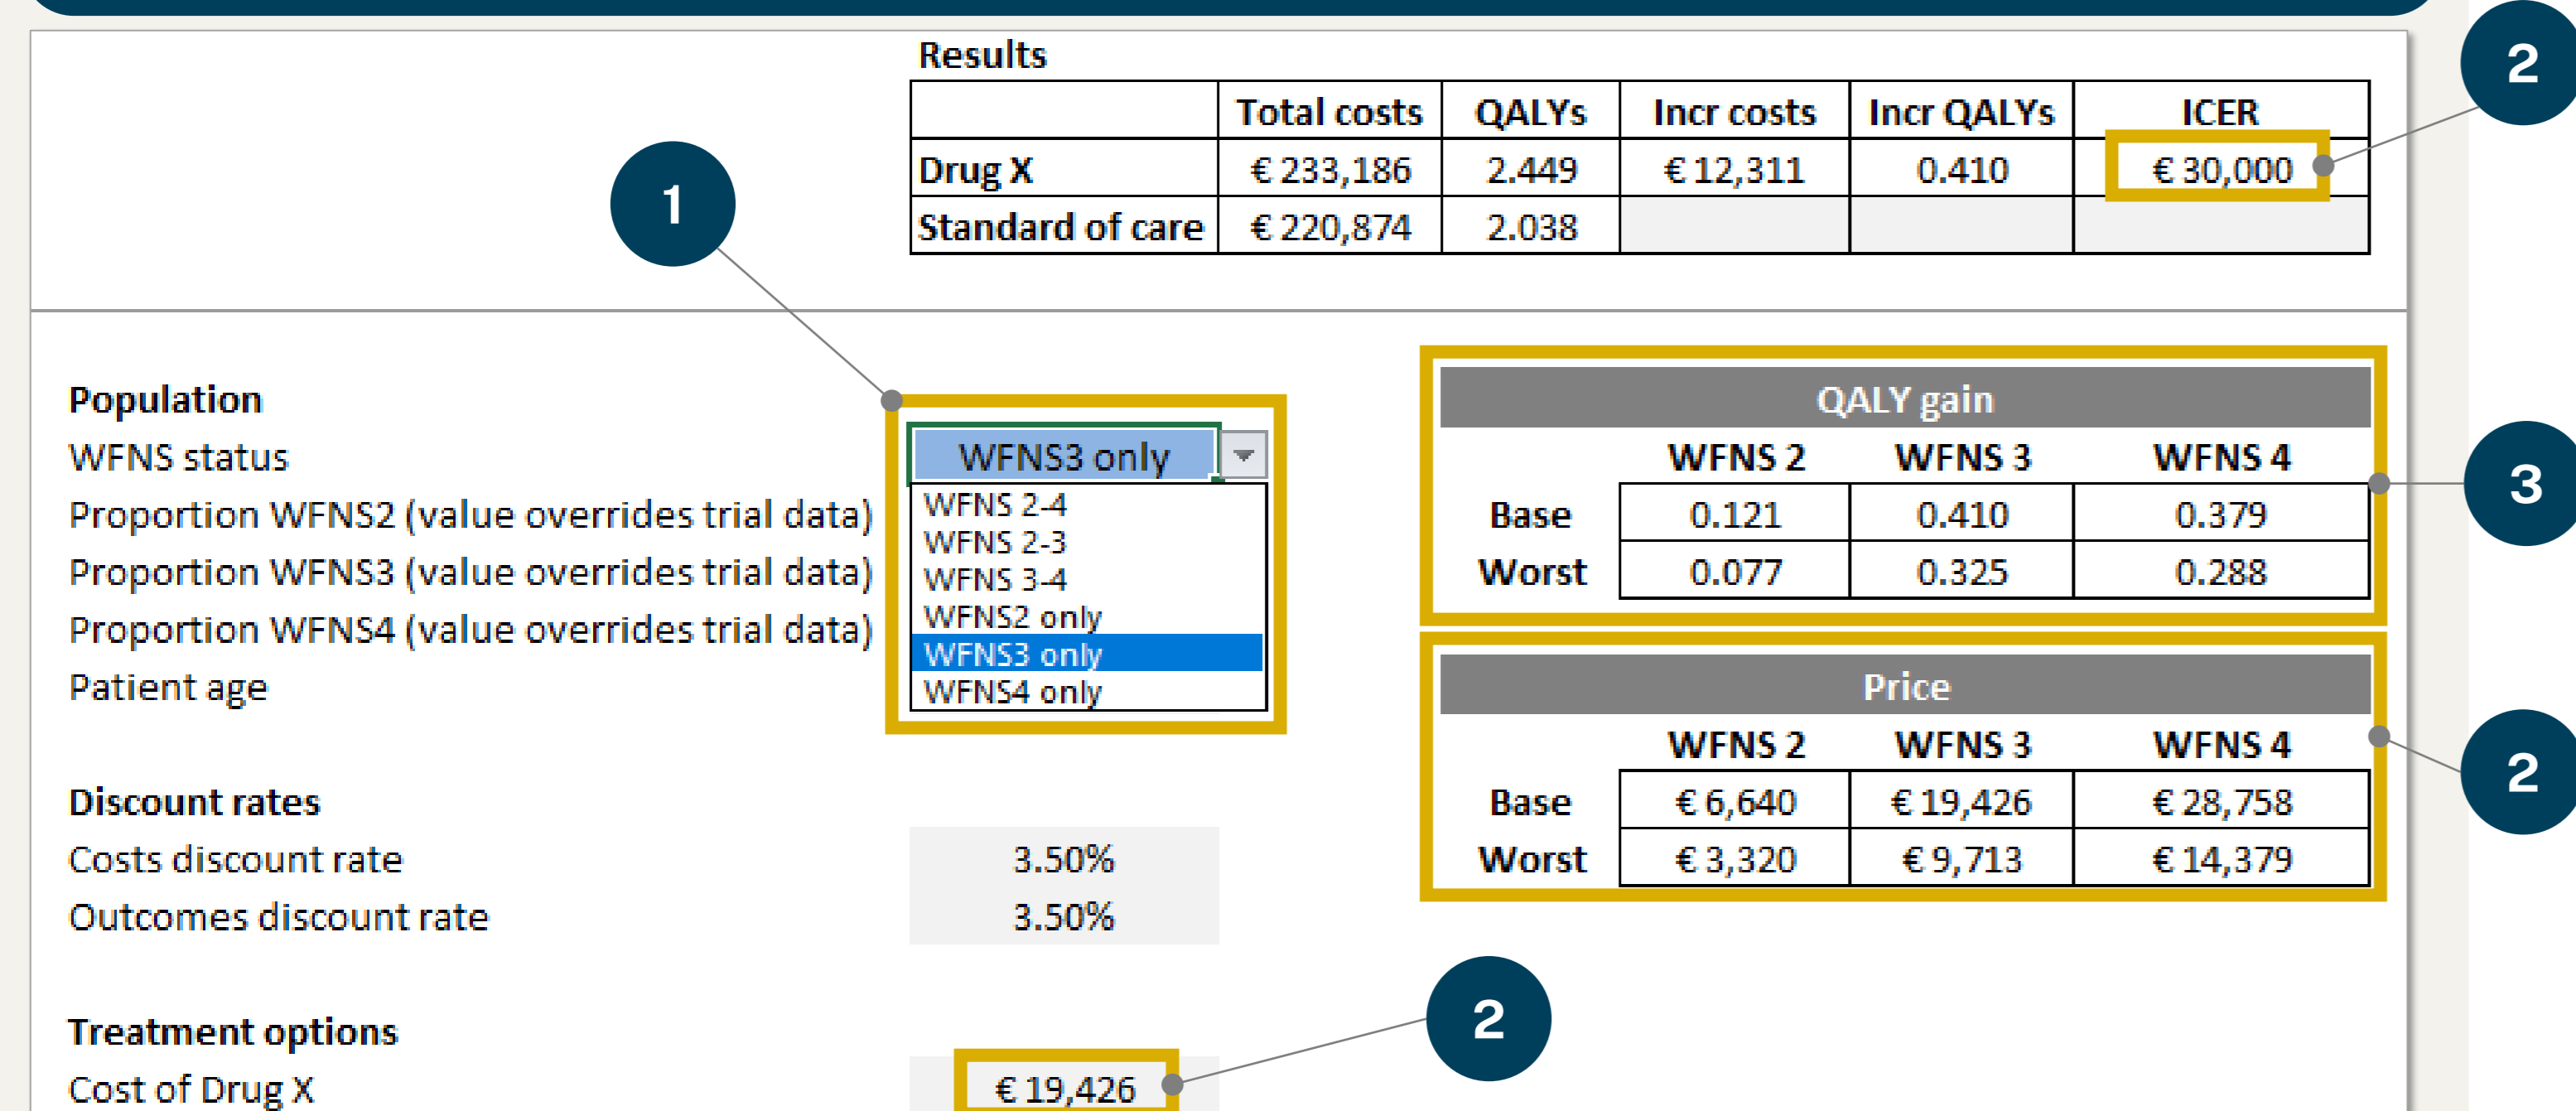 Results
Total costs QALYs Incr costs Incr QALYs ICER
Drug X € 233,186 2.449 € 12,311 0.410 € 30,000
Standard of care € 220,874 2.038
1
2
Population
WFNS status
Proportion WFNS2 (value overrides trial data)
Proportion WFNS3 (value overrides trial data)
Proportion WFNS4 (value overrides trial data)
Patient age
WFNS3 only
WFNS 2-4
WFNS 2-3
WFNS 3-4
WFNS2 only
WFNS3 only
WFNS4 only
QALY gain
WFNS 2 WFNS 3 WFNS 4
Base 0.121 0.410 0.379
Worst 0.077 0.325 0.288
3
Price
WFNS 2 WFNS 3 WFNS 4
Base € 6,640 € 19,426 € 28,758
Worst € 3,320 € 9,713 € 14,379
2
Discount rates
Costs discount rate 3.50%
Outcomes discount rate 3.50%
Treatment options
Cost of Drug X € 19,426
2